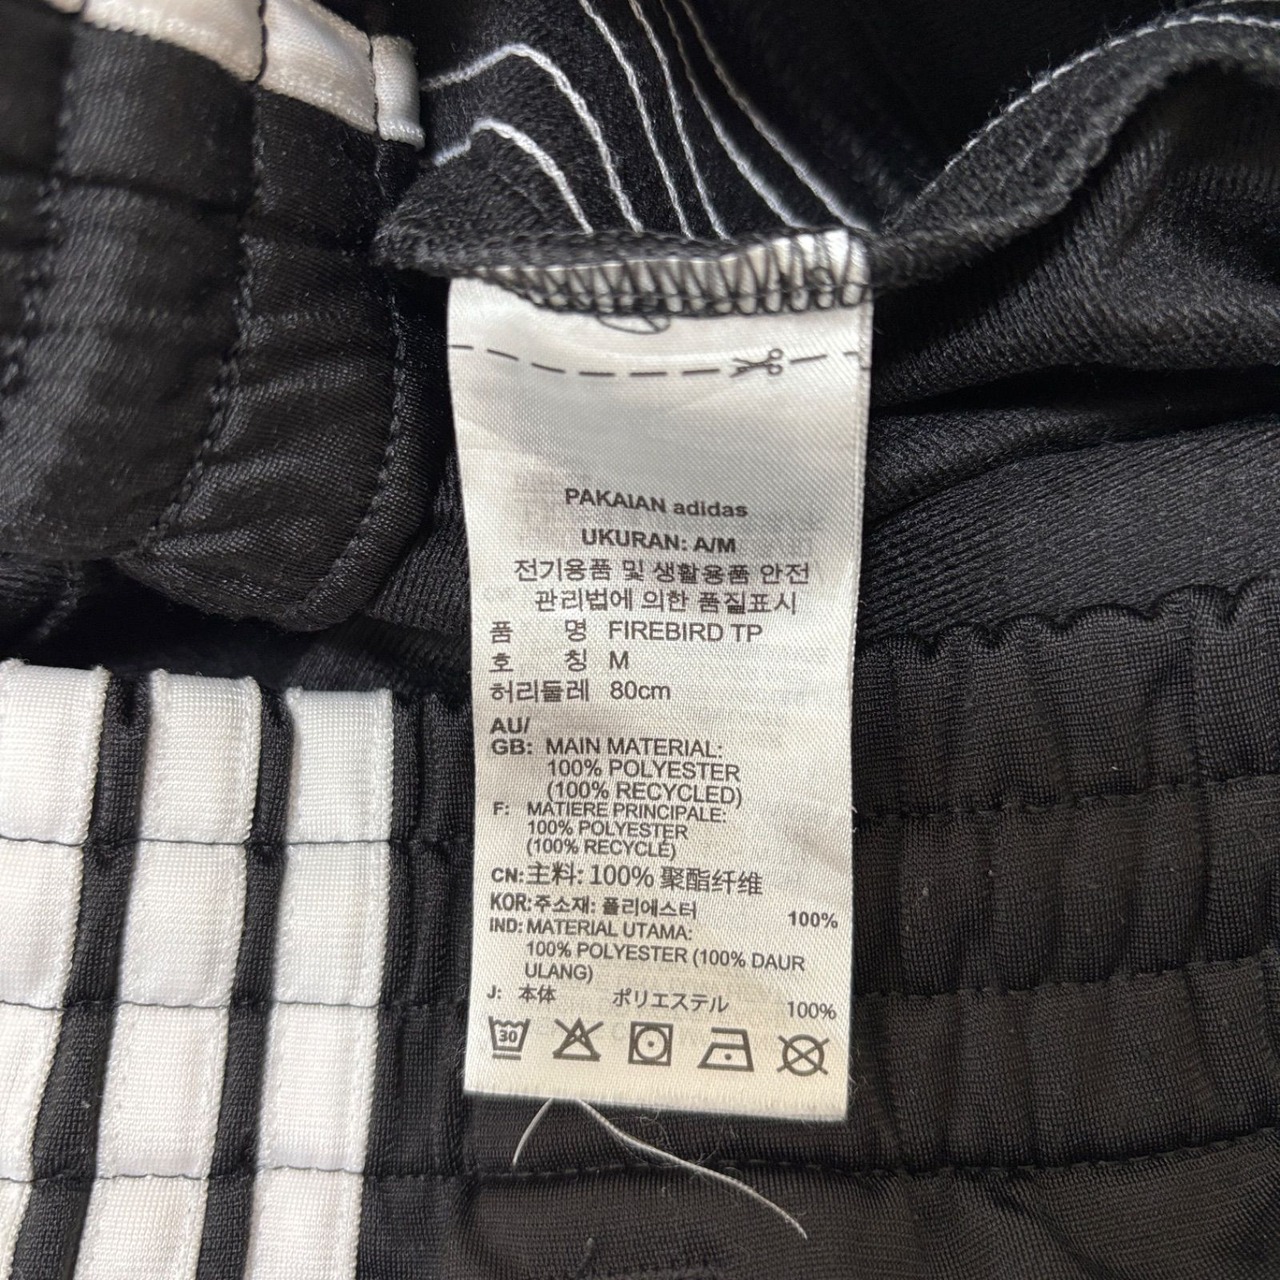 PAKAIAN adidas
UKURAN: A/M
전기용품 및 생활용품 안전
관리법에 의한 품질표시
품 명 FIREBIRD TP
호 칭 M
허리둘레 80cm
AU/
GB: MAIN MATERIAL:
100% POLYESTER
(100% RECYCLED)
F: MATIERE PRINCIPALE:
100% POLYESTER
(100% RECYCLÉ)
CN: 主料: 100% 聚酯纤维
KOR: 주소재: 폴리에스터 100%
IND: MATERIAL UTAMA:
100% POLYESTER (100% DAUR
ULANG)
J: 本体 ポリエステル 100%
30